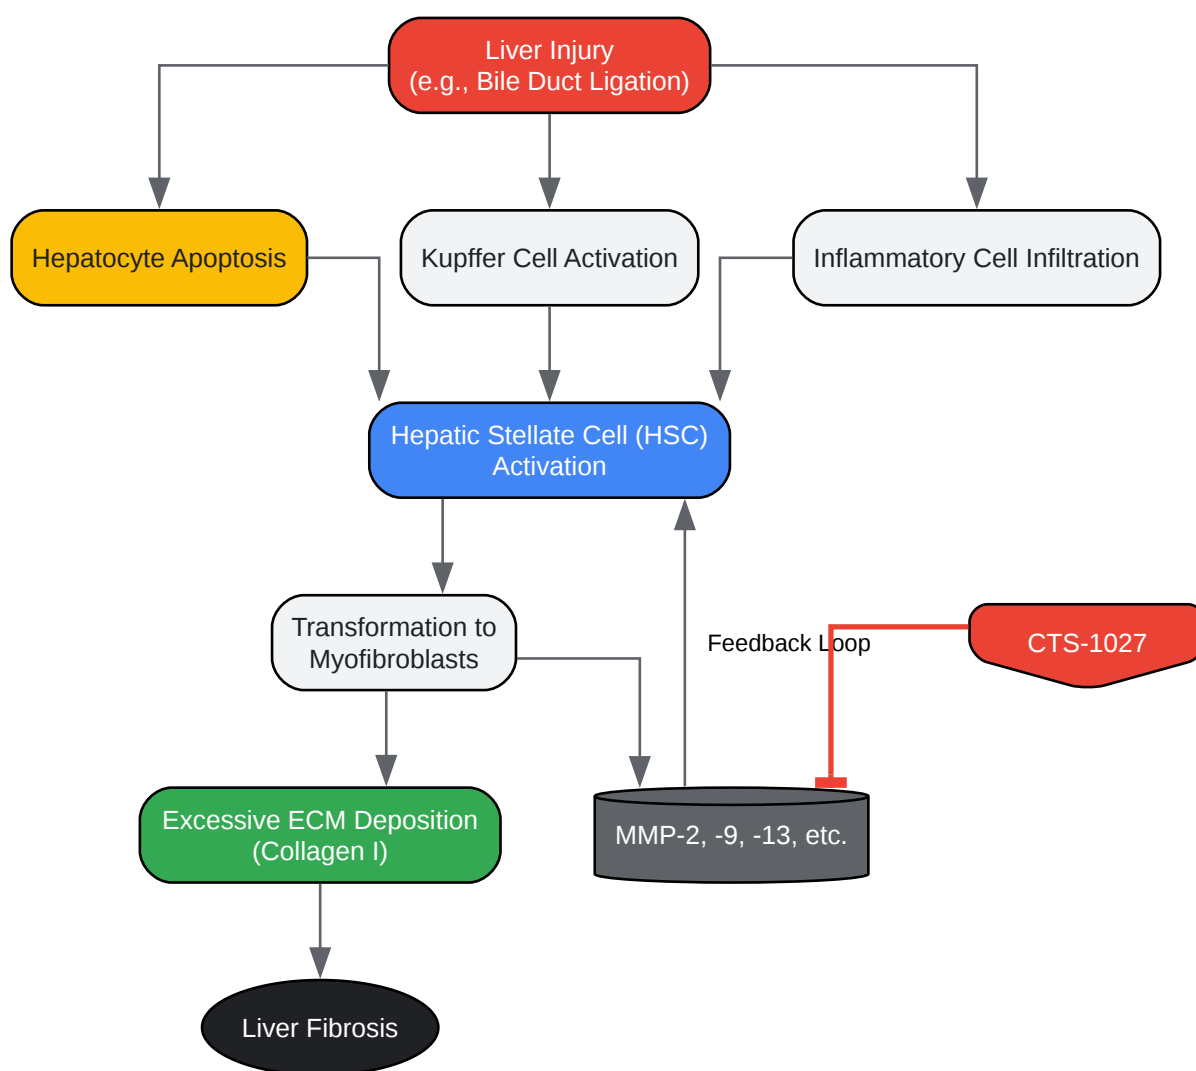 Liver Injury
(e.g., Bile Duct Ligation)
Hepatocyte Apoptosis
Kupffer Cell Activation
Inflammatory Cell Infiltration
Hepatic Stellate Cell (HSC)
Activation
Transformation to
Myofibroblasts
Feedback Loop
CTS-1027
Excessive ECM Deposition
(Collagen I)
MMP-2, -9, -13, etc.
Liver Fibrosis